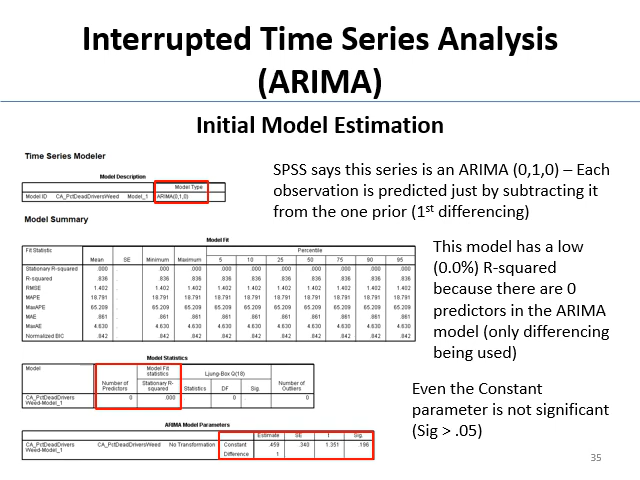 Interrupted Time Series Analysis
(ARIMA)
Initial Model Estimation
Time Series Modeler
Model Description
Model Type
Model ID CA_PctDeadDriversWeed Model_1 ARIMA(0,1,0)
SPSS says this series is an ARIMA (0,1,0) – Each
observation is predicted just by subtracting it
from the one prior (1st differencing)
Model Summary
Model Fit
Fit Statistic Mean SE Minimum Maximum Percentile
5 10 25 50 75 90 95
Stationary R-squared .000 . .000 .000 .000 .000 .000 .000 .000 .000 .000
R-squared .836 . .836 .836 .836 .836 .836 .836 .836 .836 .836
RMSE 1.402 . 1.402 1.402 1.402 1.402 1.402 1.402 1.402 1.402 1.402
MAPE 18.791 . 18.791 18.791 18.791 18.791 18.791 18.791 18.791 18.791 18.791
MaxAPE 65.209 . 65.209 65.209 65.209 65.209 65.209 65.209 65.209 65.209 65.209
MAE .861 . .861 .861 .861 .861 .861 .861 .861 .861 .861
MaxAE 4.630 . 4.630 4.630 4.630 4.630 4.630 4.630 4.630 4.630 4.630
Normalized BIC .842 . .842 .842 .842 .842 .842 .842 .842 .842 .842
This model has a low
(0.0%) R-squared
because there are 0
predictors in the ARIMA
model (only differencing
being used)
Model Statistics
Model Number of Predictors Model Fit statistics Ljung-Box Q(18) Number of Outliers
Stationary R-squared Statistics DF Sig.
CA_PctDeadDrivers
Weed-Model_1 0 .000 . 0 . 0
Even the Constant
parameter is not significant
(Sig > .05)
ARIMA Model Parameters
Estimate SE t Sig.
CA_PctDeadDrivers
Weed-Model_1 CA_PctDeadDriversWeed No Transformation Constant .459 .340 1.351 .196
Difference 1
35